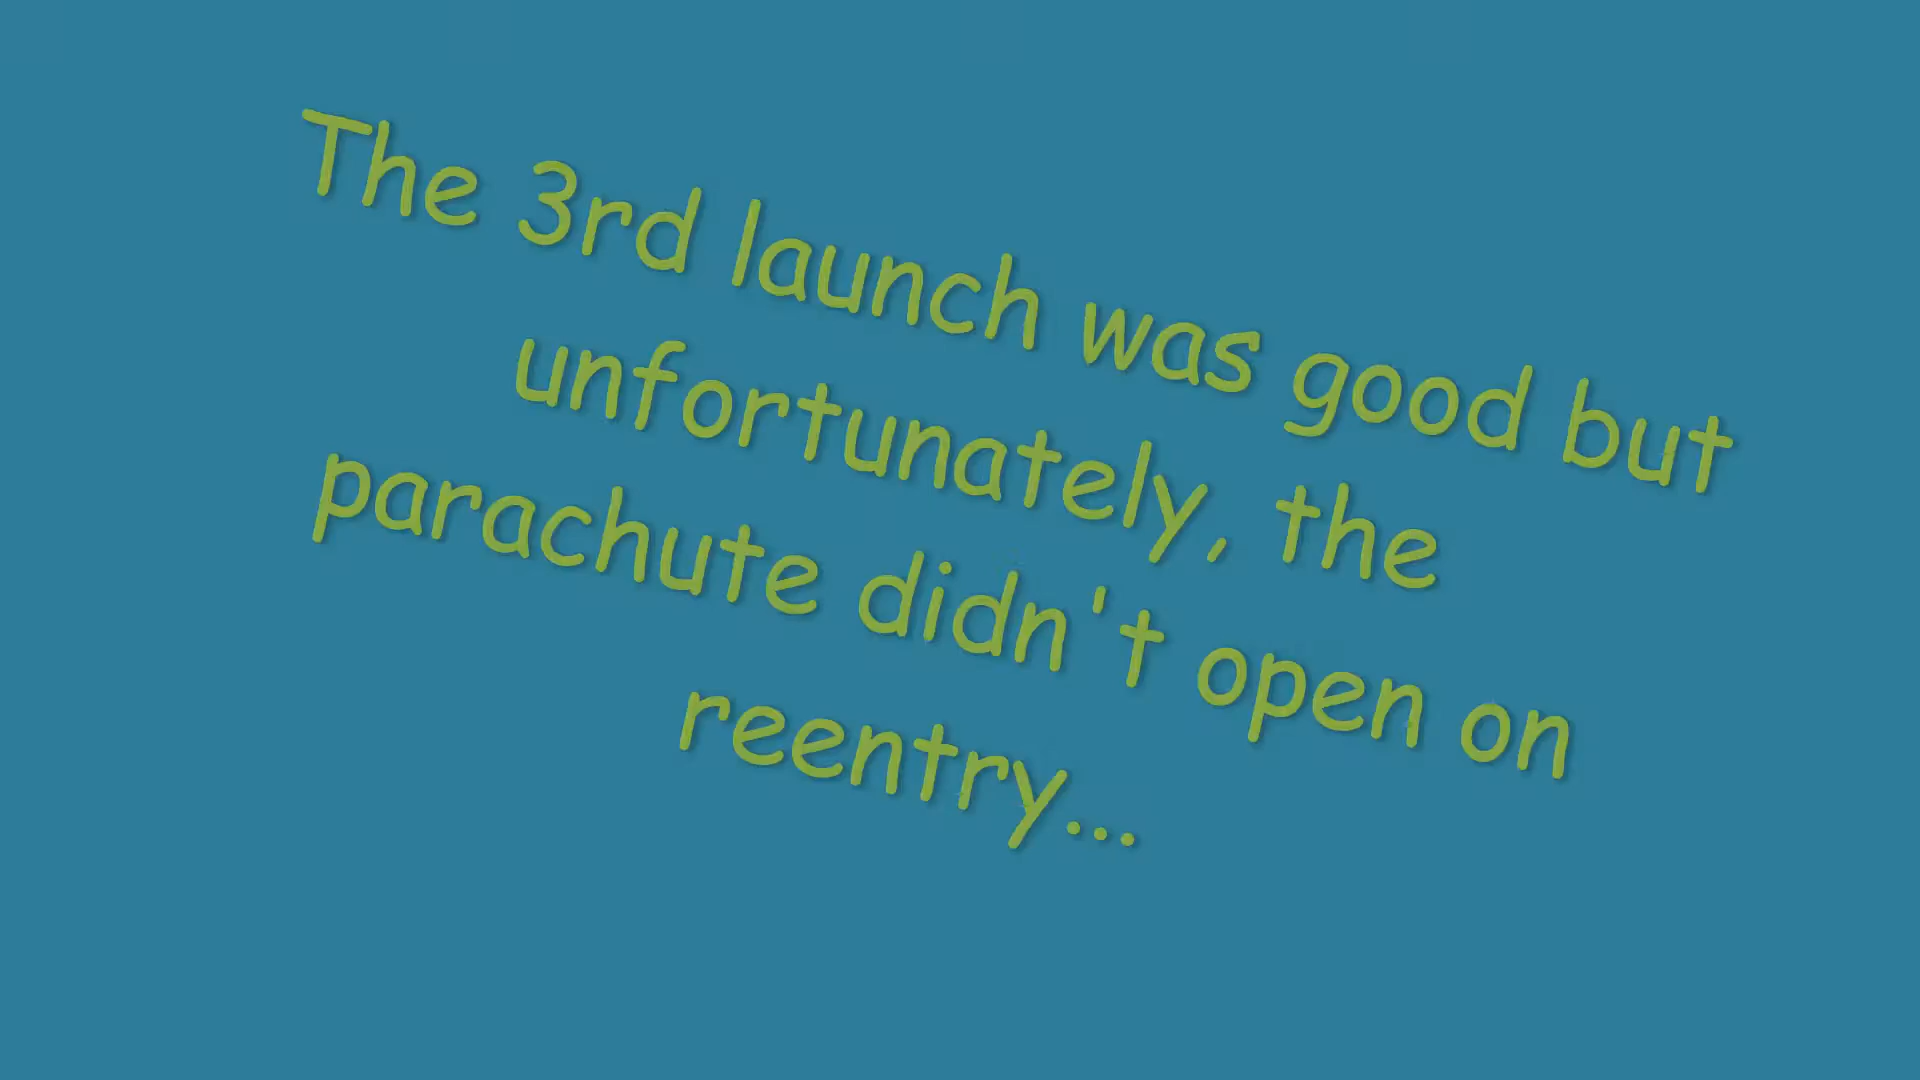 The 3rd launch was good but
unfortunately, the
parachute didn't open on
reentry...